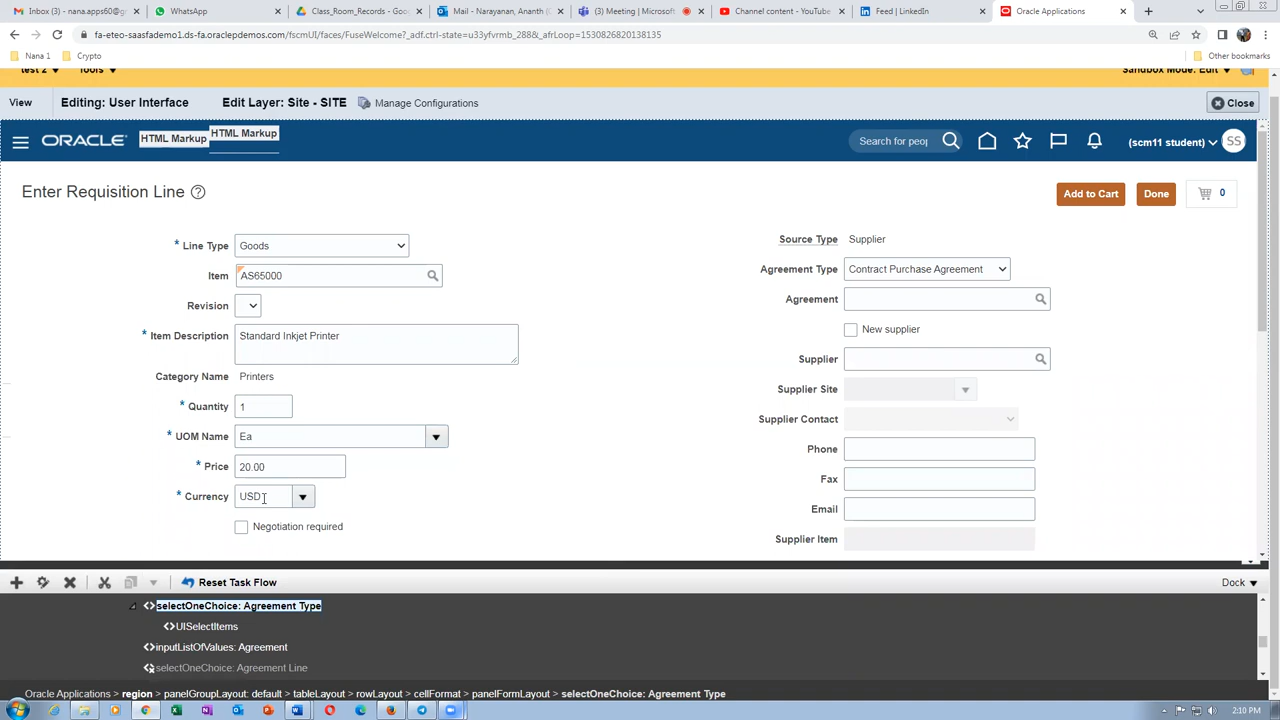 Inbox (3) - nana.apps60@g
WhatsApp
Class_Room_Records - Goo
Mail - Narayanan, Ananth (
Meeting | Microsoft
Channel content - YouTube
Feed | LinkedIn
Oracle Applications
fa-eteo-saasfademo1.ds-fa.oraclepdemos.com/fscmUI/faces/FuseWelcome?_adf.ctrl-state=u33yfvrmb_288&_afrLoop=1530826820138135
Nana 1
Crypto
Other bookmarks
test 2
Tools
Sandbox Mode: Edit
View
Editing: User Interface
Edit Layer: Site - SITE
Manage Configurations
Close
ORACLE
HTML Markup
HTML Markup
Search for peop
(scm11 student)
SS
Enter Requisition Line
Add to Cart
Done
0
* Line Type
Goods
Item
AS65000
Revision
* Item Description
Standard Inkjet Printer
Category Name
Printers
* Quantity
1
* UOM Name
Ea
* Price
20.00
* Currency
USD
Negotiation required
Source Type
Supplier
Agreement Type
Contract Purchase Agreement
Agreement
New supplier
Supplier
Supplier Site
Supplier Contact
Phone
Fax
Email
Supplier Item
Reset Task Flow
Dock
selectOneChoice: Agreement Type
UISelectItems
inputListOfValues: Agreement
selectOneChoice: Agreement Line
Oracle Applications > region > panelGroupLayout: default > tableLayout > rowLayout > cellFormat > panelFormLayout > selectOneChoice: Agreement Type
2:10 PM